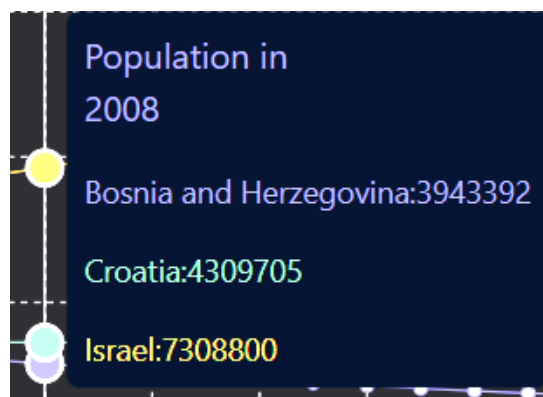 Population in
2008
Bosnia and Herzegovina:3943392
Croatia:4309705
Israel:7308800